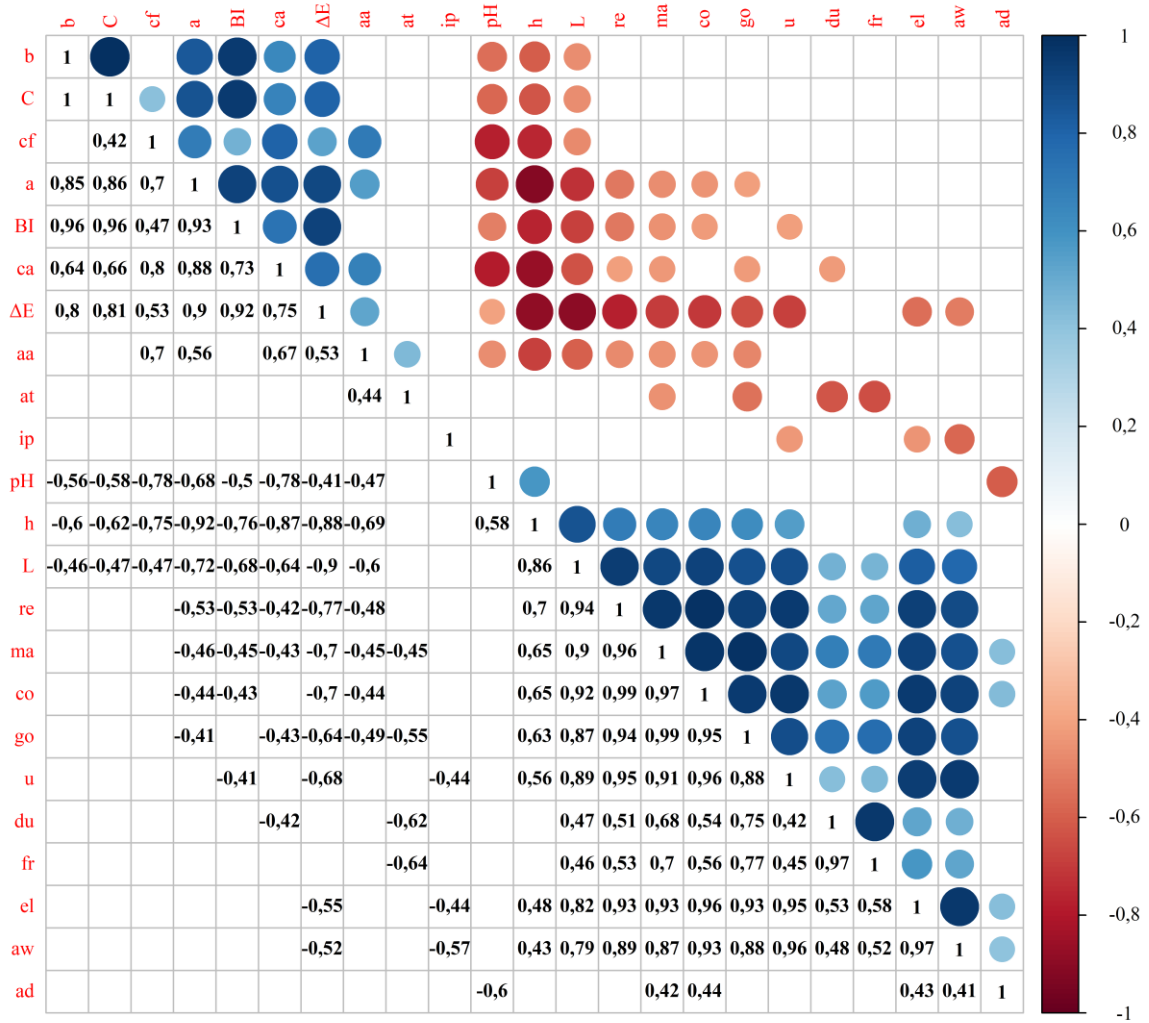 b C cf a BI ca ΔE aa at ip pH h L re ma co go u du fr el aw ad
b 1
C 1 1
cf 0,42 1
a 0,85 0,86 0,7 1
BI 0,96 0,96 0,47 0,93 1
ca 0,64 0,66 0,8 0,88 0,73 1
ΔE 0,8 0,81 0,53 0,9 0,92 0,75 1
aa 0,7 0,56 0,67 0,53 1
at 0,44 1
ip 1
pH -0,56 -0,58 -0,78 -0,68 -0,5 -0,78 -0,41 -0,47 1
h -0,6 -0,62 -0,75 -0,92 -0,76 -0,87 -0,88 -0,69 0,58 1
L -0,46 -0,47 -0,47 -0,72 -0,68 -0,64 -0,9 -0,6 0,86 1
re -0,53 -0,53 -0,42 -0,77 -0,48 0,7 0,94 1
ma -0,46 -0,45 -0,43 -0,7 -0,45 -0,45 0,65 0,9 0,96 1
co -0,44 -0,43 -0,7 -0,44 0,65 0,92 0,99 0,97 1
go -0,41 -0,43 -0,64 -0,49 -0,55 0,63 0,87 0,94 0,99 0,95 1
u -0,41 -0,68 -0,44 0,56 0,89 0,95 0,91 0,96 0,88 1
du -0,42 -0,62 0,47 0,51 0,68 0,54 0,75 0,42 1
fr -0,64 0,46 0,53 0,7 0,56 0,77 0,45 0,97 1
el -0,55 -0,44 0,48 0,82 0,93 0,93 0,96 0,93 0,95 0,53 0,58 1
aw -0,52 -0,57 0,43 0,79 0,89 0,87 0,93 0,88 0,96 0,48 0,52 0,97 1
ad -0,6 0,42 0,44 0,43 0,41 1
1
0,8
0,6
0,4
0,2
0
-0,2
-0,4
-0,6
-0,8
-1